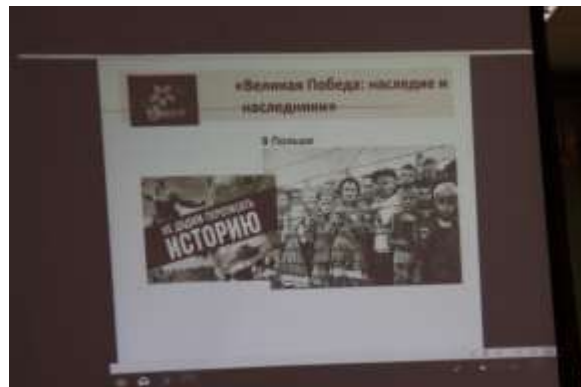 «Великая Победа: наследие и
наследники»
В Польше
НЕ ДАДИМ ПЕРЕПИСАТЬ
ИСТОРИЮ